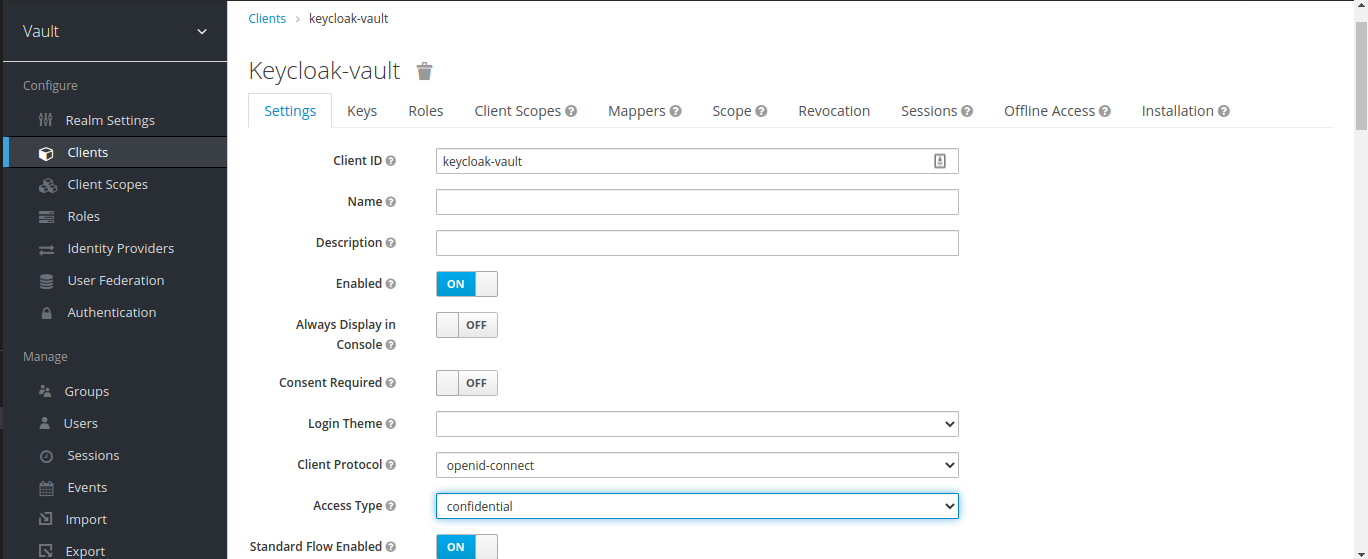 Vault
Configure
Realm Settings
Clients
Client Scopes
Roles
Identity Providers
User Federation
Authentication
Manage
Groups
Users
Sessions
Events
Import
Export
Clients > keycloak-vault
Keycloak-vault
Settings Keys Roles Client Scopes ? Mappers ? Scope ? Revocation Sessions ? Offline Access ? Installation ?
Client ID ? keycloak-vault
Name ?
Description ?
Enabled ? ON
Always Display in
Console ? OFF
Consent Required ? OFF
Login Theme ?
Client Protocol ? openid-connect
Access Type ? confidential
Standard Flow Enabled ? ON